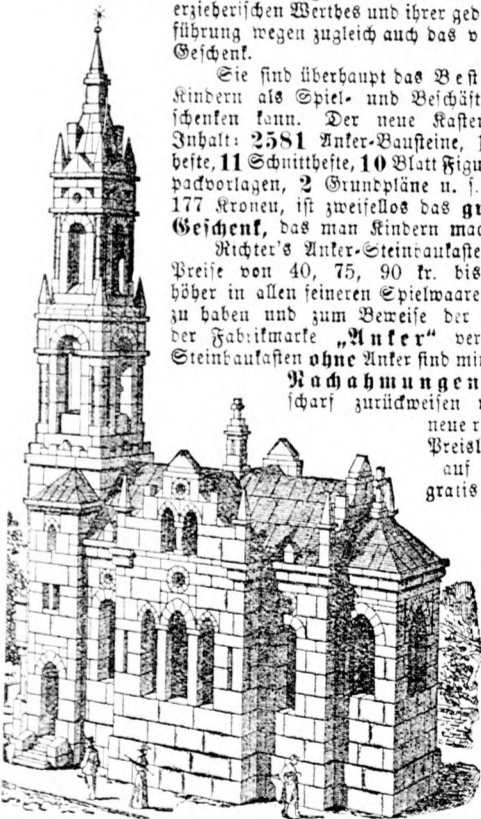 erzieherischen Werthes und ihrer ged
führung wegen zugleich auch das v
Geschenk.
Sie sind überhaupt das Best
Kindern als Spiel- und Beschäft
schenken kann. Der neue Kasten
Inhalt: 2581 Anker-Bausteine, 1
hefte, 11 Schnitthefte, 10 Blatt Figu
packvorlagen, 2 Grundpläne u. s.
177 Kronen, ist zweifellos das gr
Geschenk, das man Kindern mac
Richter's Anker-Steinbaukaste
Preise von 40, 75, 90 kr. bis
höher in allen feineren Spielwaare
zu haben und zum Beweise der
der Fabrikmarke „Anker“ ver
Steinbaukasten ohne Anker sind min
Nachahmungen
scharf zurückweisen
neue r
Preisl
auf
gratis